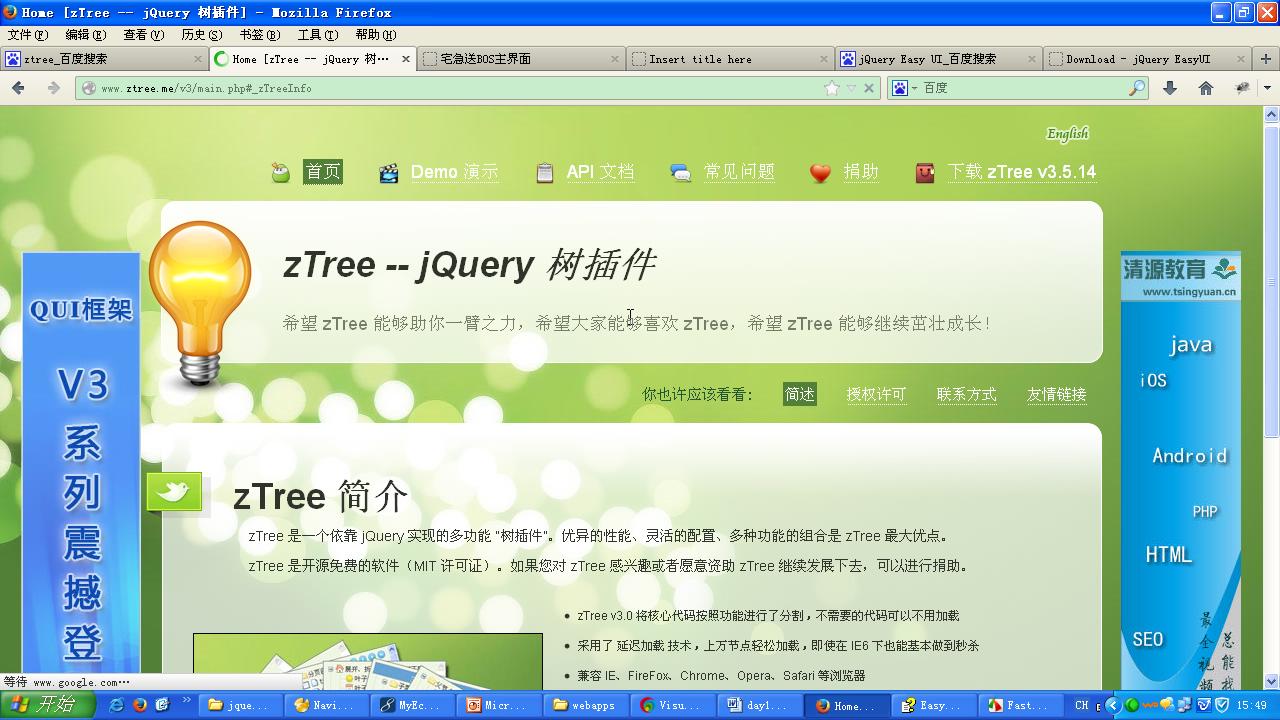 Home [zTree -- jQuery 树插件] - Mozilla Firefox
文件(F) 编辑(E) 查看(V) 历史(S) 书签(B) 工具(T) 帮助(H)
ztree_百度搜索 Home [zTree -- jQuery 树… 宅急送BOS主界面 Insert title here jQuery Easy UI_百度搜索 Download - jQuery EasyUI
www.ztree.me/v3/main.php#_zTreeInfo 百度
English
首页 Demo 演示 API 文档 常见问题 捐助 下载 zTree v3.5.14
zTree -- jQuery 树插件
希望 zTree 能够助你一臂之力，希望大家能够喜欢 zTree，希望 zTree 能够继续茁壮成长！
你也许应该看看： 简述 授权许可 联系方式 友情链接
zTree 简介
zTree 是一个依靠 jQuery 实现的多功能 “树插件”。优异的性能、灵活的配置、多种功能的组合是 zTree 最大优点。
zTree 是开源免费的软件（MIT 许可证）。如果您对 zTree 感兴趣或者愿意资助 zTree 继续发展下去，可以进行捐助。
zTree v3.0 将核心代码按照功能进行了分割，不需要的代码可以不用加载
采用了 延迟加载 技术，上万节点轻松加载，即使在 IE6 下也能基本做到秒杀
兼容 IE、FireFox、Chrome、Opera、Safari 等浏览器
QUI框架
V3
系
列
震
撼
登
清源教育
www.tsingyuan.cn
java
iOS
Android
PHP
HTML
SEO
最全视频
总能找
等待 www.google.com…
开始 jque... Navi... MyEc... Micr... webapps Visu... day1... Home... Easy... Fast... CH 15:49